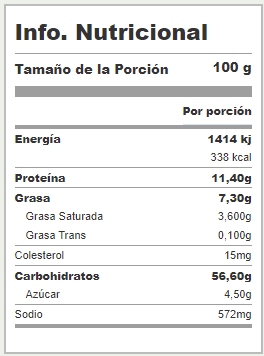 Info. Nutricional
Tamaño de la Porción 100 g
Por porción
Energía 1414 kj
338 kcal
Proteína 11,40g
Grasa 7,30g
Grasa Saturada 3,600g
Grasa Trans 0,100g
Colesterol 15mg
Carbohidratos 56,60g
Azúcar 4,50g
Sodio 572mg